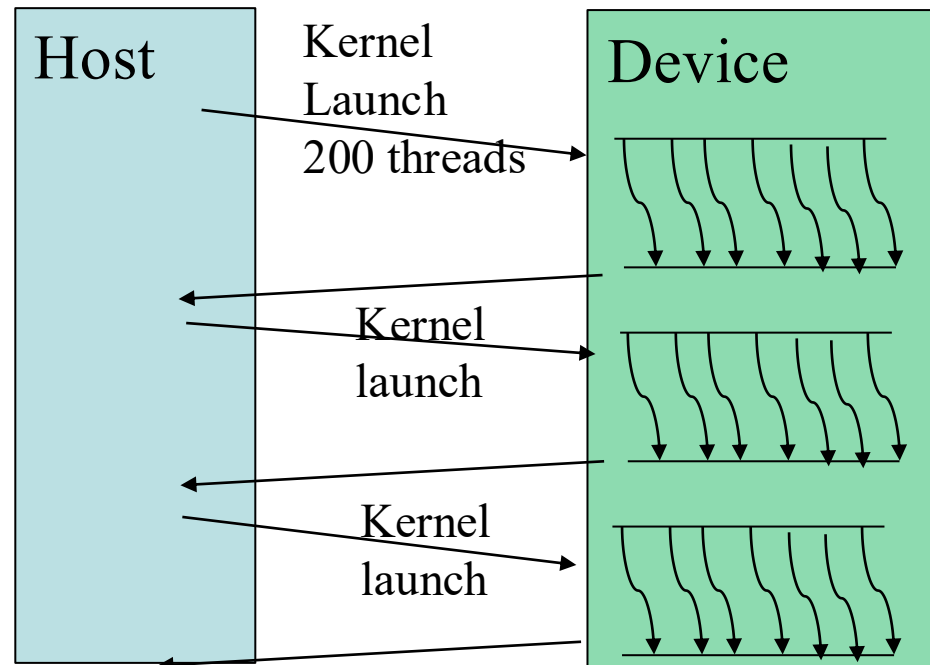 Host
Kernel
Launch
200 threads
Device
Kernel
launch
Kernel
launch